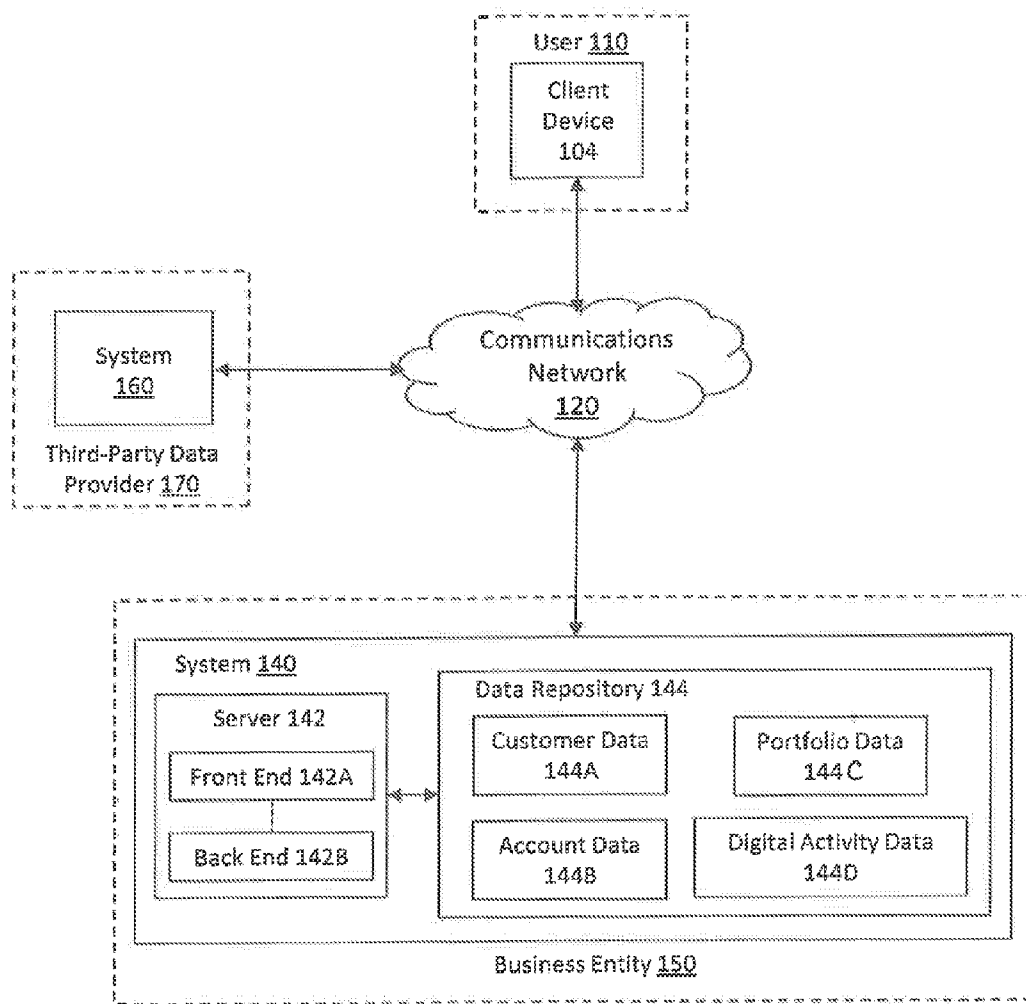 User 110
Client
Device
104
Communications
Network
120
System
160
Third-Party Data
Provider 170
System 140
Server 142
Front End 142A
Back End 142B
Data Repository 144
Customer Data
144A
Portfolio Data
144C
Account Data
144B
Digital Activity Data
144D
Business Entity 150